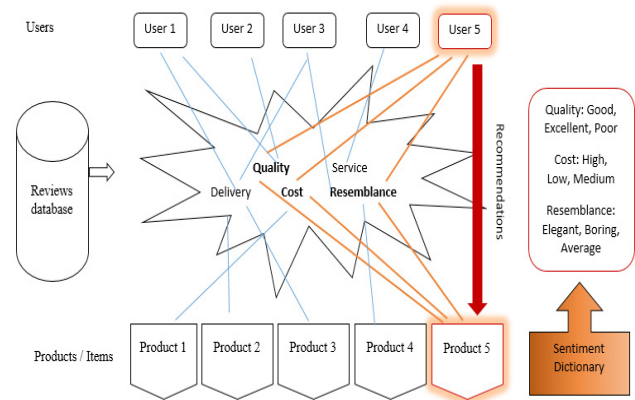 Users
User 1
User 2
User 3
User 4
User 5
Reviews
database
Quality
Service
Delivery
Cost
Resemblance
Recommendations
Quality: Good,
Excellent, Poor
Cost: High,
Low, Medium
Resemblance:
Elegant, Boring,
Average
Products / Items
Product 1
Product 2
Product 3
Product 4
Product 5
Sentiment
Dictionary